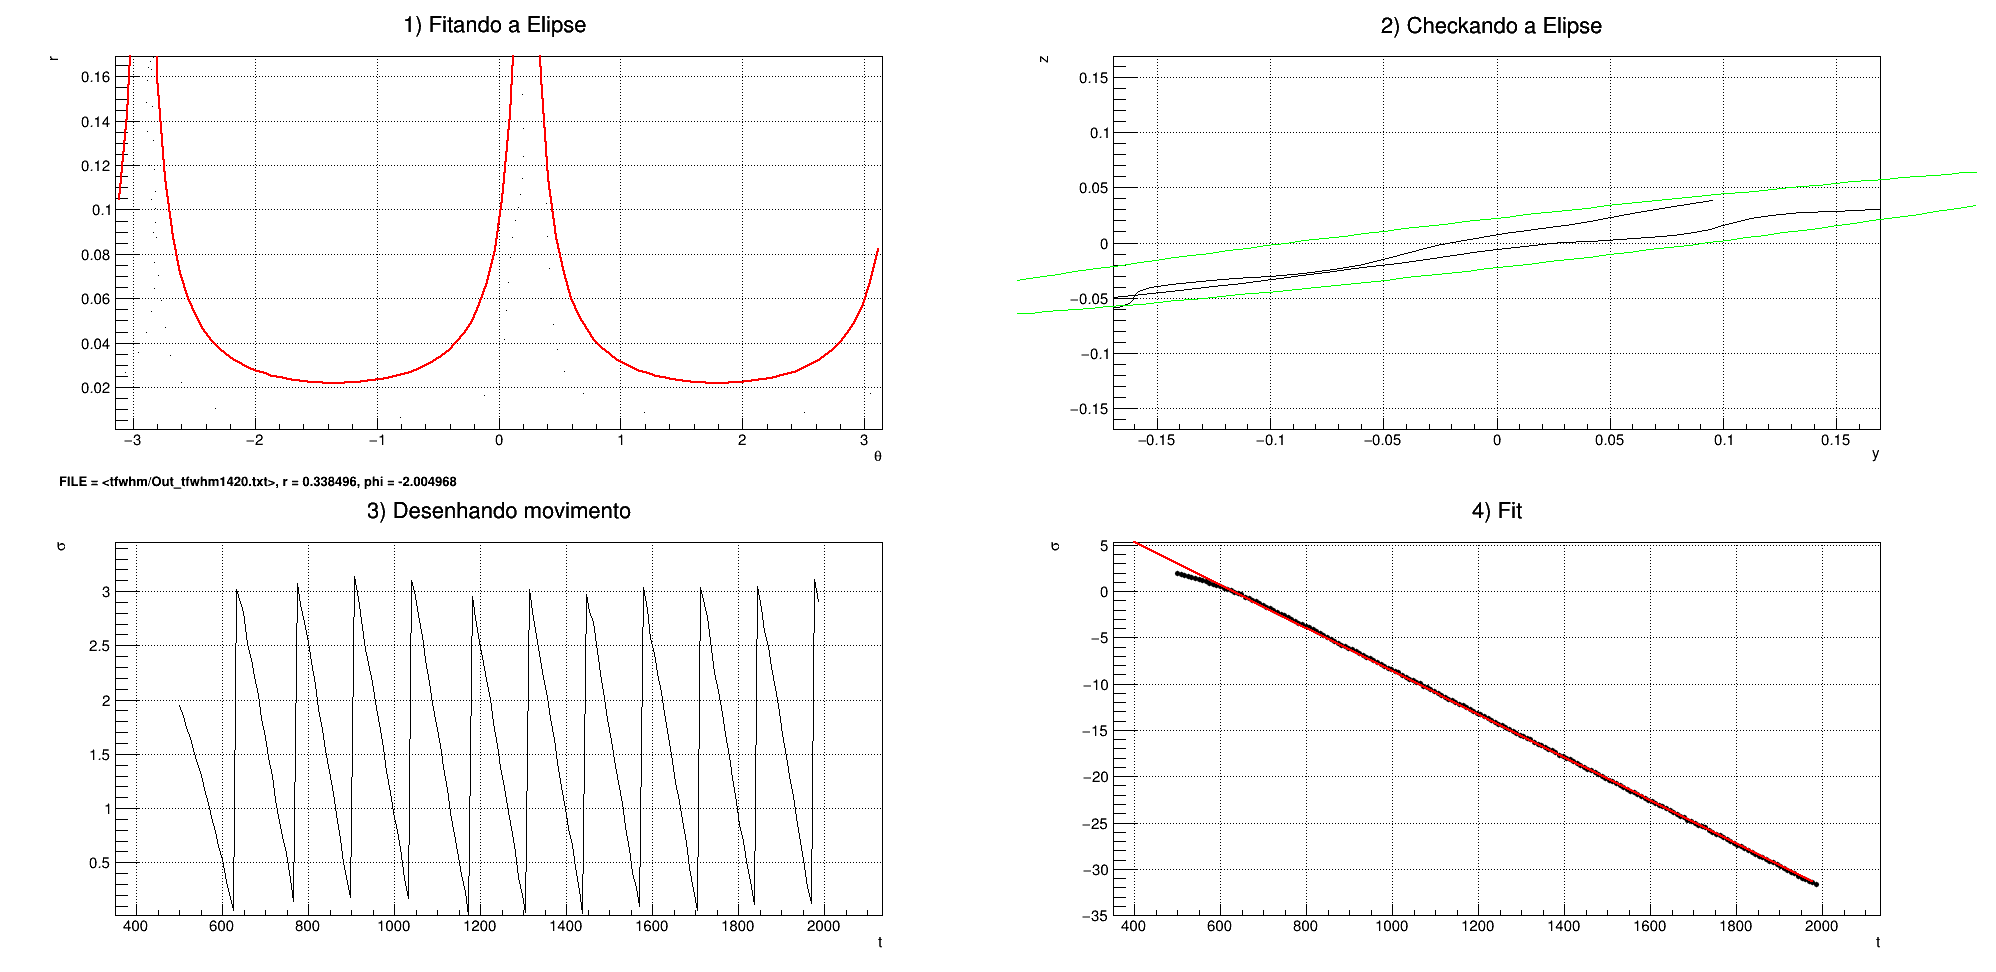 1) Fitando a Elipse
r
0.16
0.14
0.12
0.1
0.08
0.06
0.04
0.02
−3 −2 −1 0 1 2 3
θ
2) Checkando a Elipse
z
0.15
0.1
0.05
0
−0.05
−0.1
−0.15
−0.15 −0.1 −0.05 0 0.05 0.1 0.15
y
FILE = <tfwhm/Out_tfwhm1420.txt>, r = 0.338496, phi = -2.004968
3) Desenhando movimento
σ
3
2.5
2
1.5
1
0.5
400 600 800 1000 1200 1400 1600 1800 2000
t
4) Fit
σ
5
0
−5
−10
−15
−20
−25
−30
−35
400 600 800 1000 1200 1400 1600 1800 2000
t